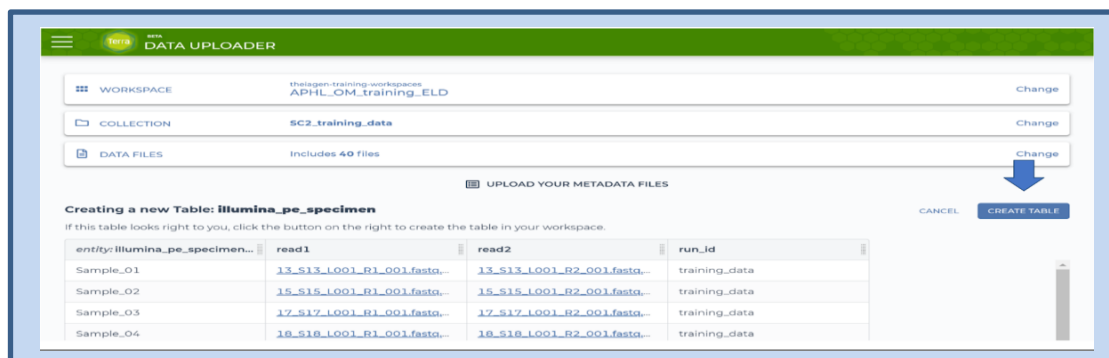 Terra BETA DATA UPLOADER
WORKSPACE theiagen-training-workspaces APHL_OM_training_ELD Change
COLLECTION SC2_training_data Change
DATA FILES Includes 40 files Change
UPLOAD YOUR METADATA FILES
Creating a new Table: illumina_pe_specimen CANCEL CREATE TABLE
If this table looks right to you, click the button on the right to create the table in your workspace.
entity:illumina_pe_specimen... read1 read2 run_id
Sample_01 13_S13_L001_R1_001.fastq.... 13_S13_L001_R2_001.fastq.... training_data
Sample_02 15_S15_L001_R1_001.fastq.... 15_S15_L001_R2_001.fastq.... training_data
Sample_03 17_S17_L001_R1_001.fastq.... 17_S17_L001_R2_001.fastq.... training_data
Sample_04 18_S18_L001_R1_001.fastq.... 18_S18_L001_R2_001.fastq.... training_data